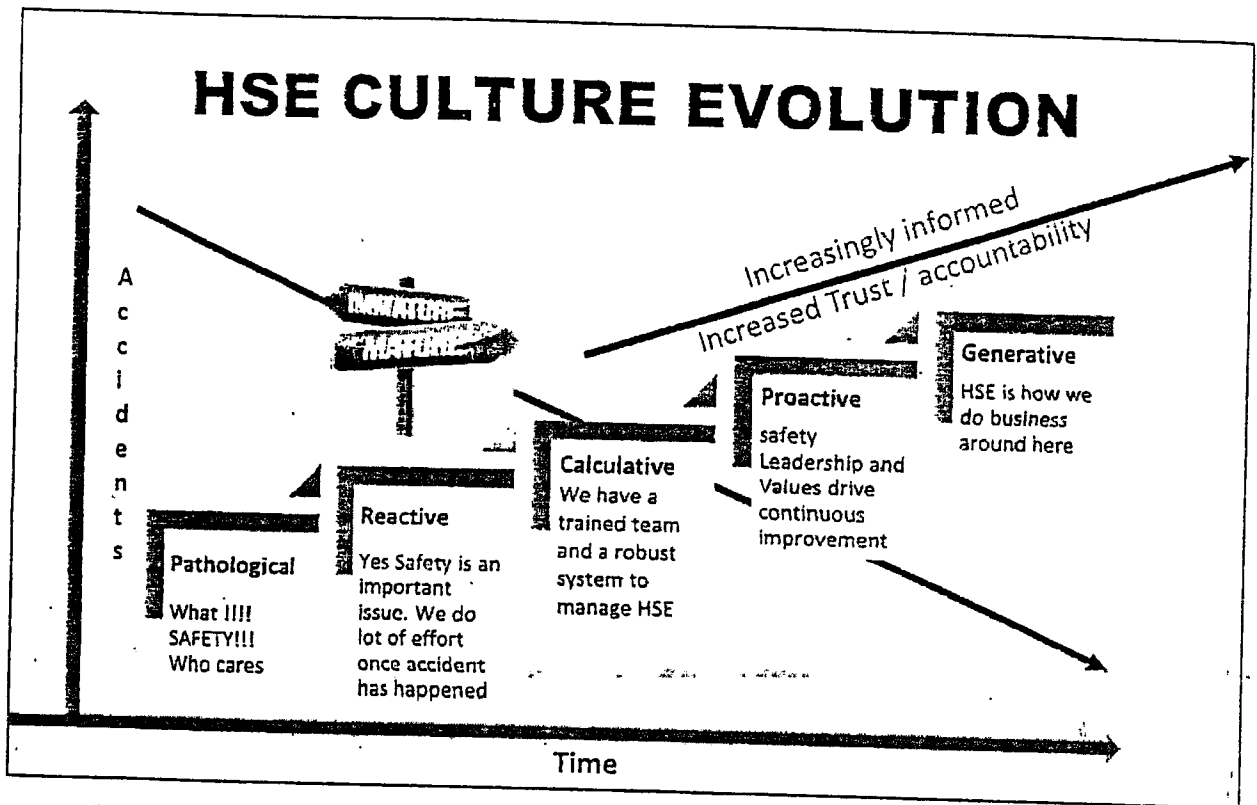 HSE CULTURE EVOLUTION
Accidents
Increasingly informed
Increased Trust / accountability
Pathological
What !!!!
SAFETY!!!
Who cares
Reactive
Yes Safety is an
important
issue. We do
lot of effort
once accident
has happened
Calculative
We have a
trained team
and a robust
system to
manage HSE
Proactive
safety
Leadership and
Values drive
continuous
improvement
Generative
HSE is how we
do business
around here
Time